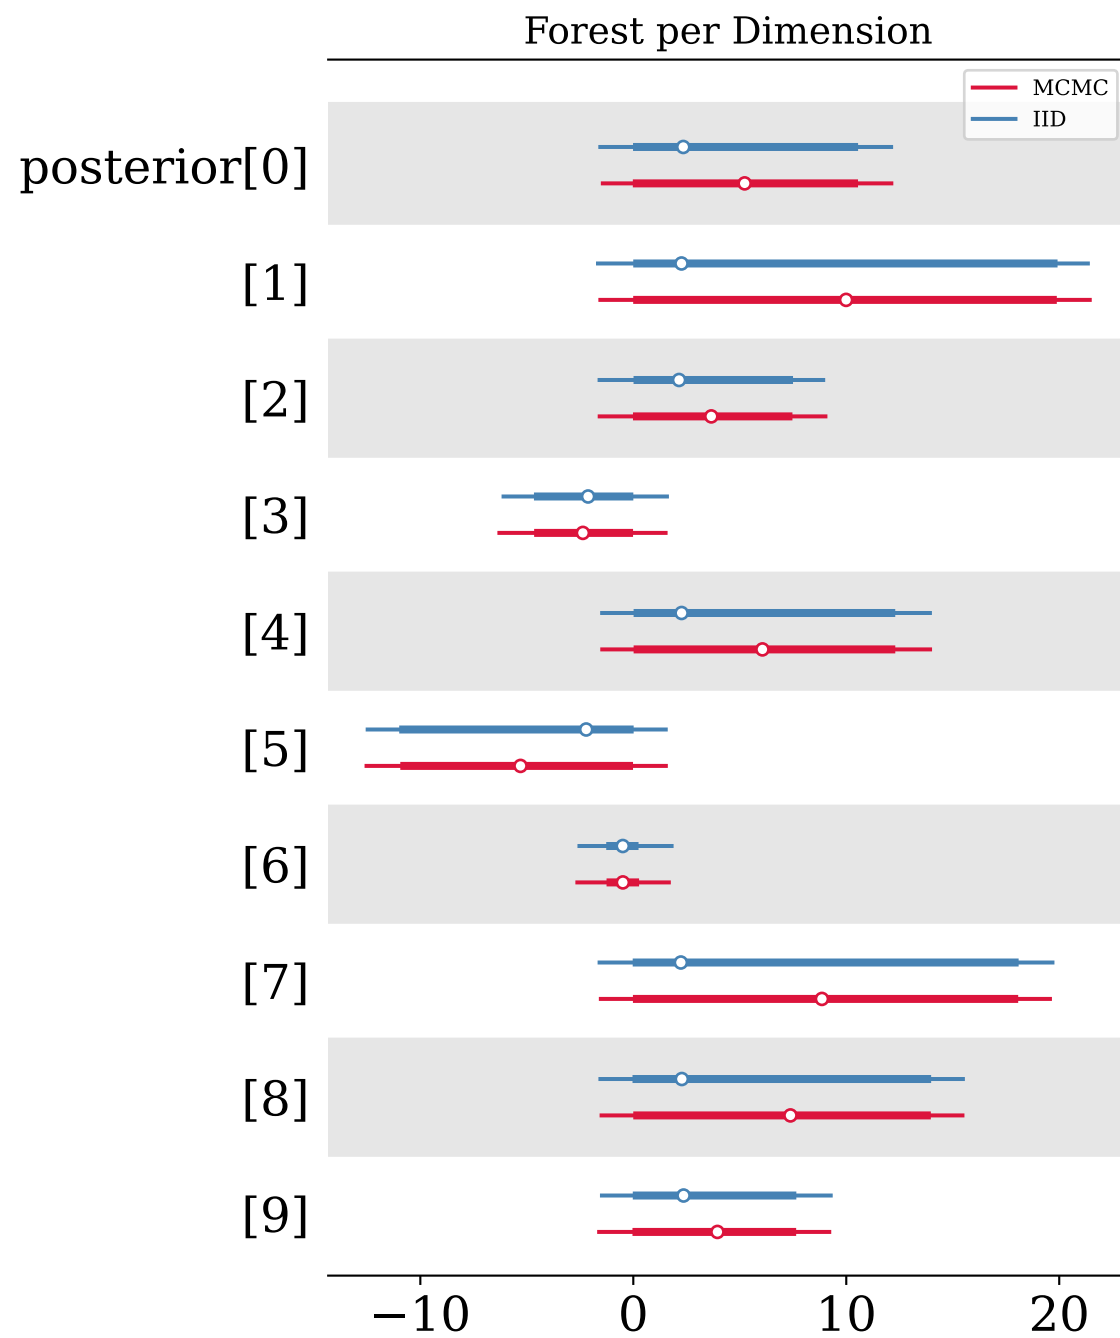 Forest per Dimension
MCMC
IID
posterior[0]
[1]
[2]
[3]
[4]
[5]
[6]
[7]
[8]
[9]
−10 0 10 20